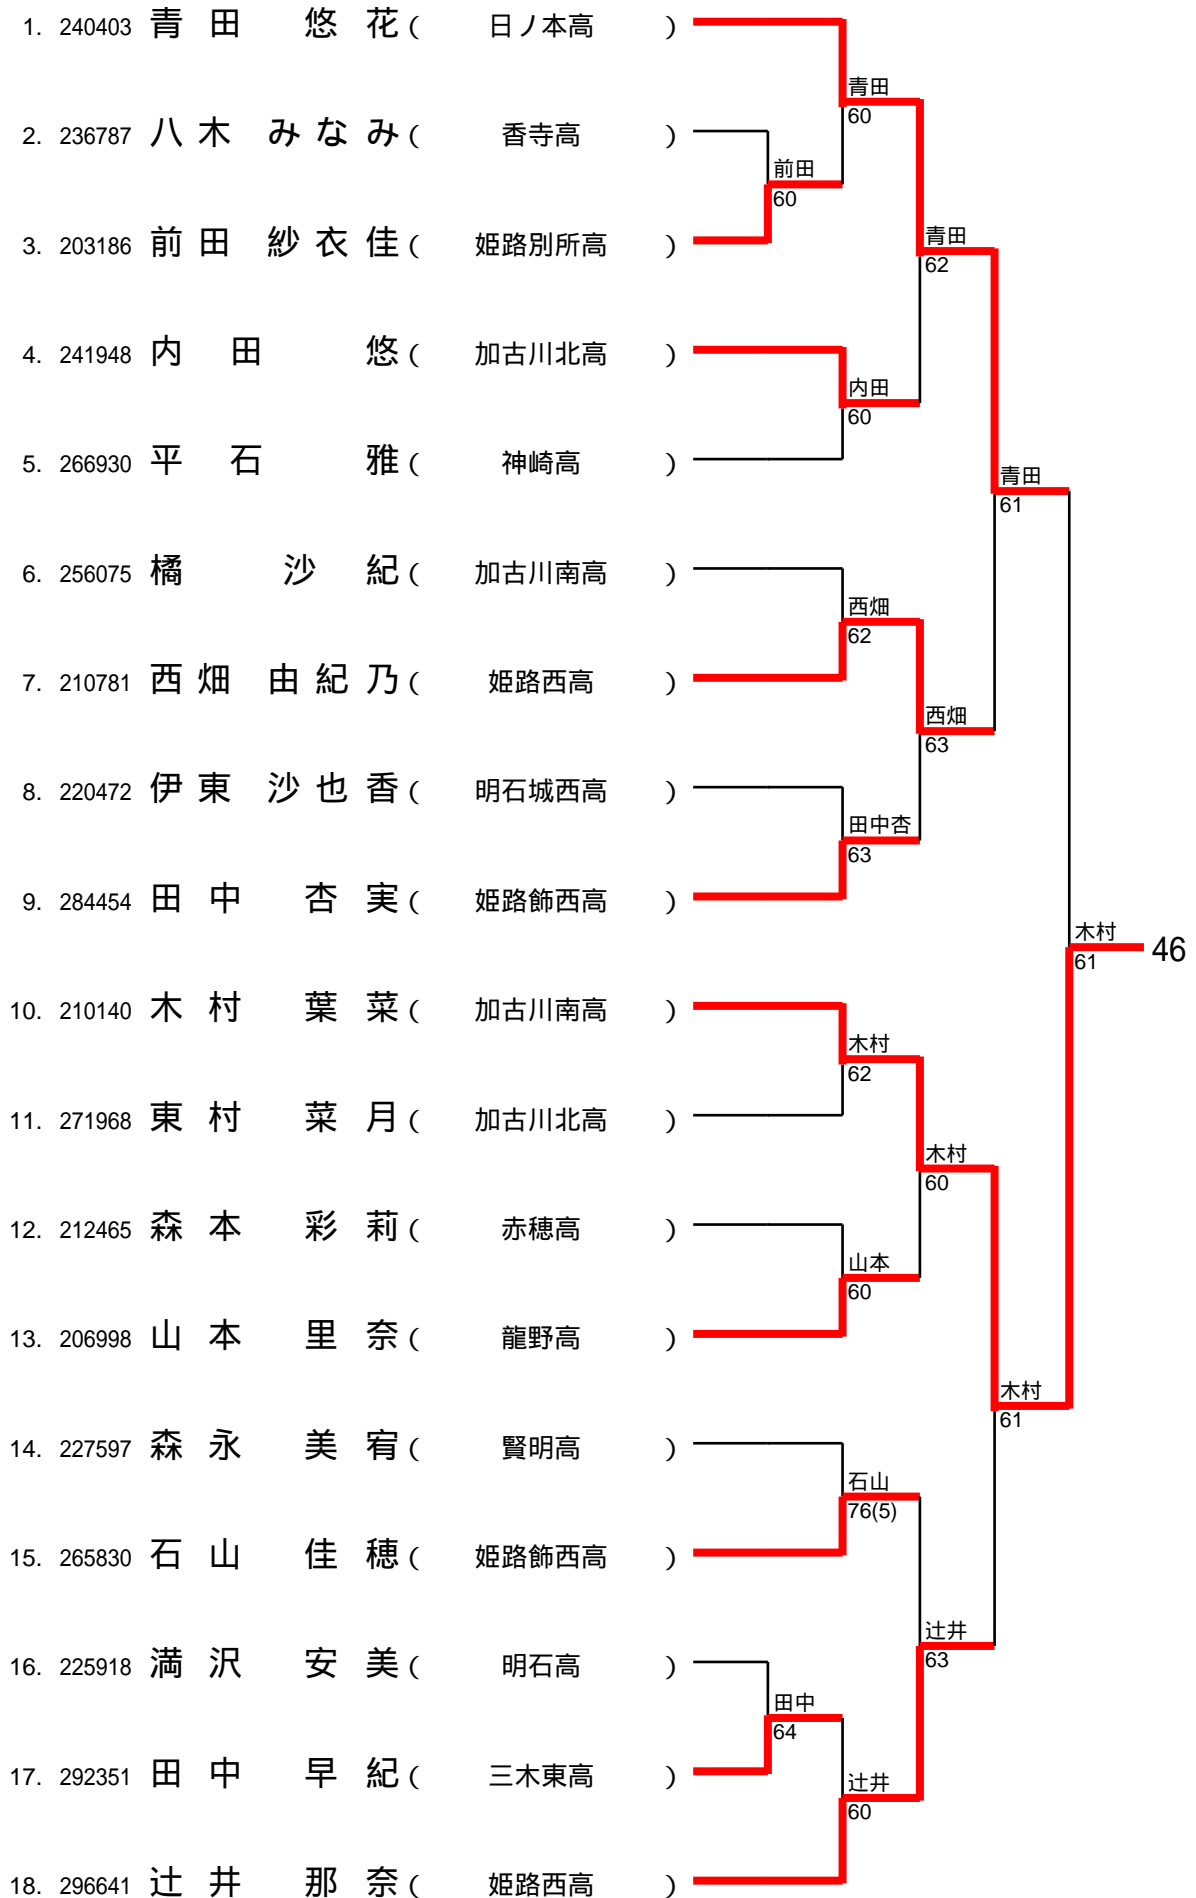 1. 240403 青田 悠花 ( 日ノ本高 )
青田
60
2. 236787 八木 みなみ ( 香寺高 )
前田
60
3. 203186 前田 紗衣佳 ( 姫路別所高 )
青田
62
4. 241948 内田 悠 ( 加古川北高 )
内田
60
5. 266930 平石 雅 ( 神崎高 )
青田
61
6. 256075 橘 沙紀 ( 加古川南高 )
西畑
62
7. 210781 西畑 由紀乃 ( 姫路西高 )
西畑
63
8. 220472 伊東 沙也香 ( 明石城西高 )
田中杏
63
9. 284454 田中 杏実 ( 姫路飾西高 )
木村
61
46
10. 210140 木村 葉菜 ( 加古川南高 )
木村
62
11. 271968 東村 菜月 ( 加古川北高 )
木村
60
12. 212465 森本 彩莉 ( 赤穂高 )
山本
60
13. 206998 山本 里奈 ( 龍野高 )
木村
61
14. 227597 森永 美宥 ( 賢明高 )
石山
76(5)
15. 265830 石山 佳穂 ( 姫路飾西高 )
辻井
63
16. 225918 満沢 安美 ( 明石高 )
田中
64
17. 292351 田中 早紀 ( 三木東高 )
辻井
60
18. 296641 辻井 那奈 ( 姫路西高 )